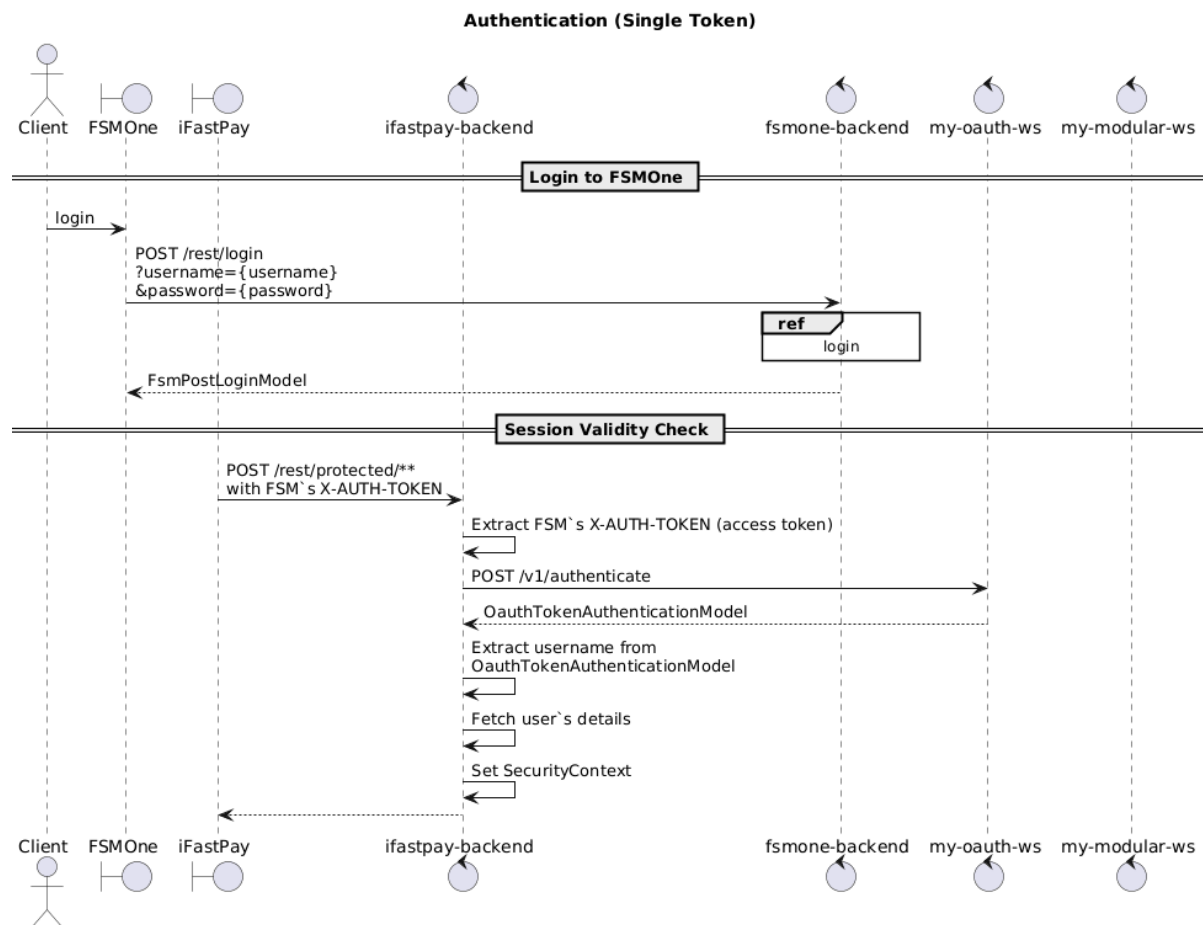 Authentication (Single Token)
Client
FSMOne
iFastPay
ifastpay-backend
fsmone-backend
my-oauth-ws
my-modular-ws
Login to FSMOne
login
POST /rest/login
?username={username}
&password={password}
ref
login
FsmPostLoginModel
Session Validity Check
POST /rest/protected/**
with FSM`s X-AUTH-TOKEN
Extract FSM`s X-AUTH-TOKEN (access token)
POST /v1/authenticate
OauthTokenAuthenticationModel
Extract username from
OauthTokenAuthenticationModel
Fetch user`s details
Set SecurityContext
Client
FSMOne
iFastPay
ifastpay-backend
fsmone-backend
my-oauth-ws
my-modular-ws